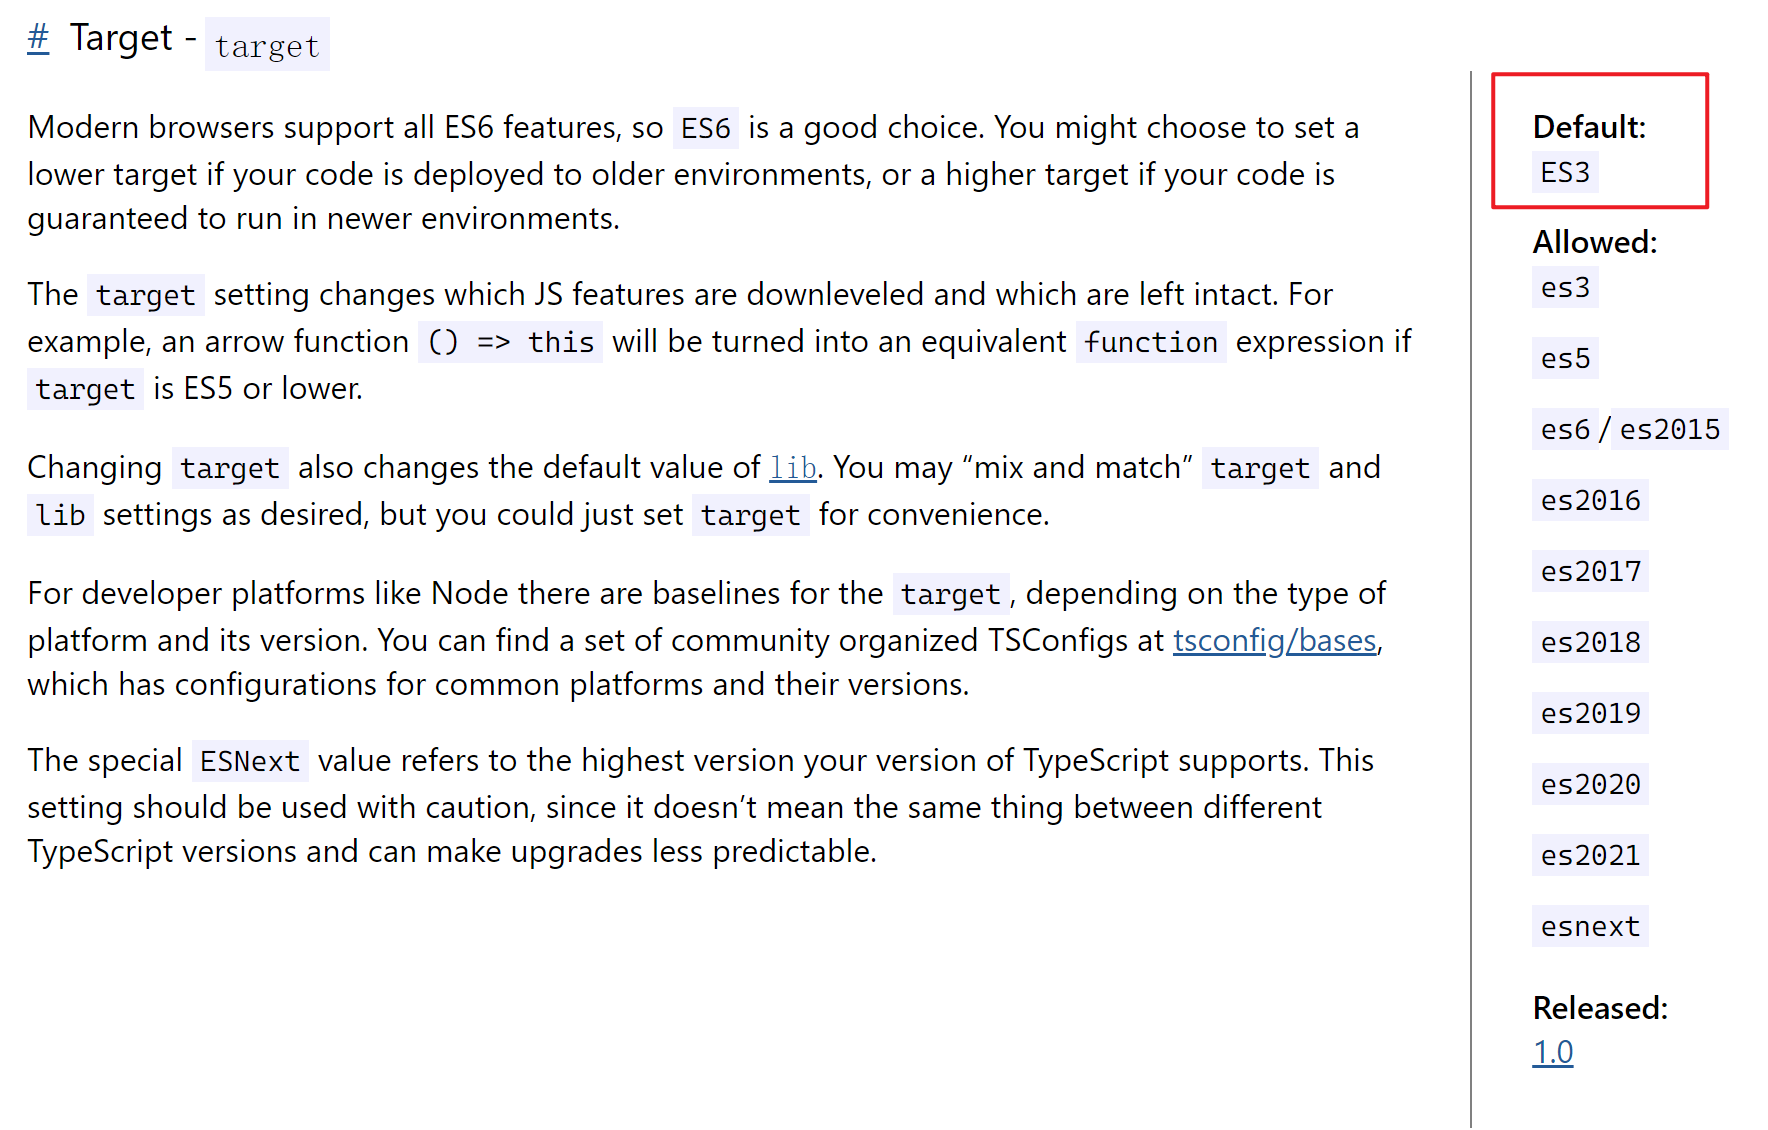 # Target - target
Modern browsers support all ES6 features, so ES6 is a good choice. You might choose to set a
lower target if your code is deployed to older environments, or a higher target if your code is
guaranteed to run in newer environments.
The target setting changes which JS features are downleveled and which are left intact. For
example, an arrow function () => this will be turned into an equivalent function expression if
target is ES5 or lower.
Changing target also changes the default value of lib. You may “mix and match” target and
lib settings as desired, but you could just set target for convenience.
For developer platforms like Node there are baselines for the target, depending on the type of
platform and its version. You can find a set of community organized TSConfigs at tsconfig/bases,
which has configurations for common platforms and their versions.
The special ESNext value refers to the highest version your version of TypeScript supports. This
setting should be used with caution, since it doesn’t mean the same thing between different
TypeScript versions and can make upgrades less predictable.
Default:
ES3
Allowed:
es3
es5
es6/es2015
es2016
es2017
es2018
es2019
es2020
es2021
esnext
Released:
1.0